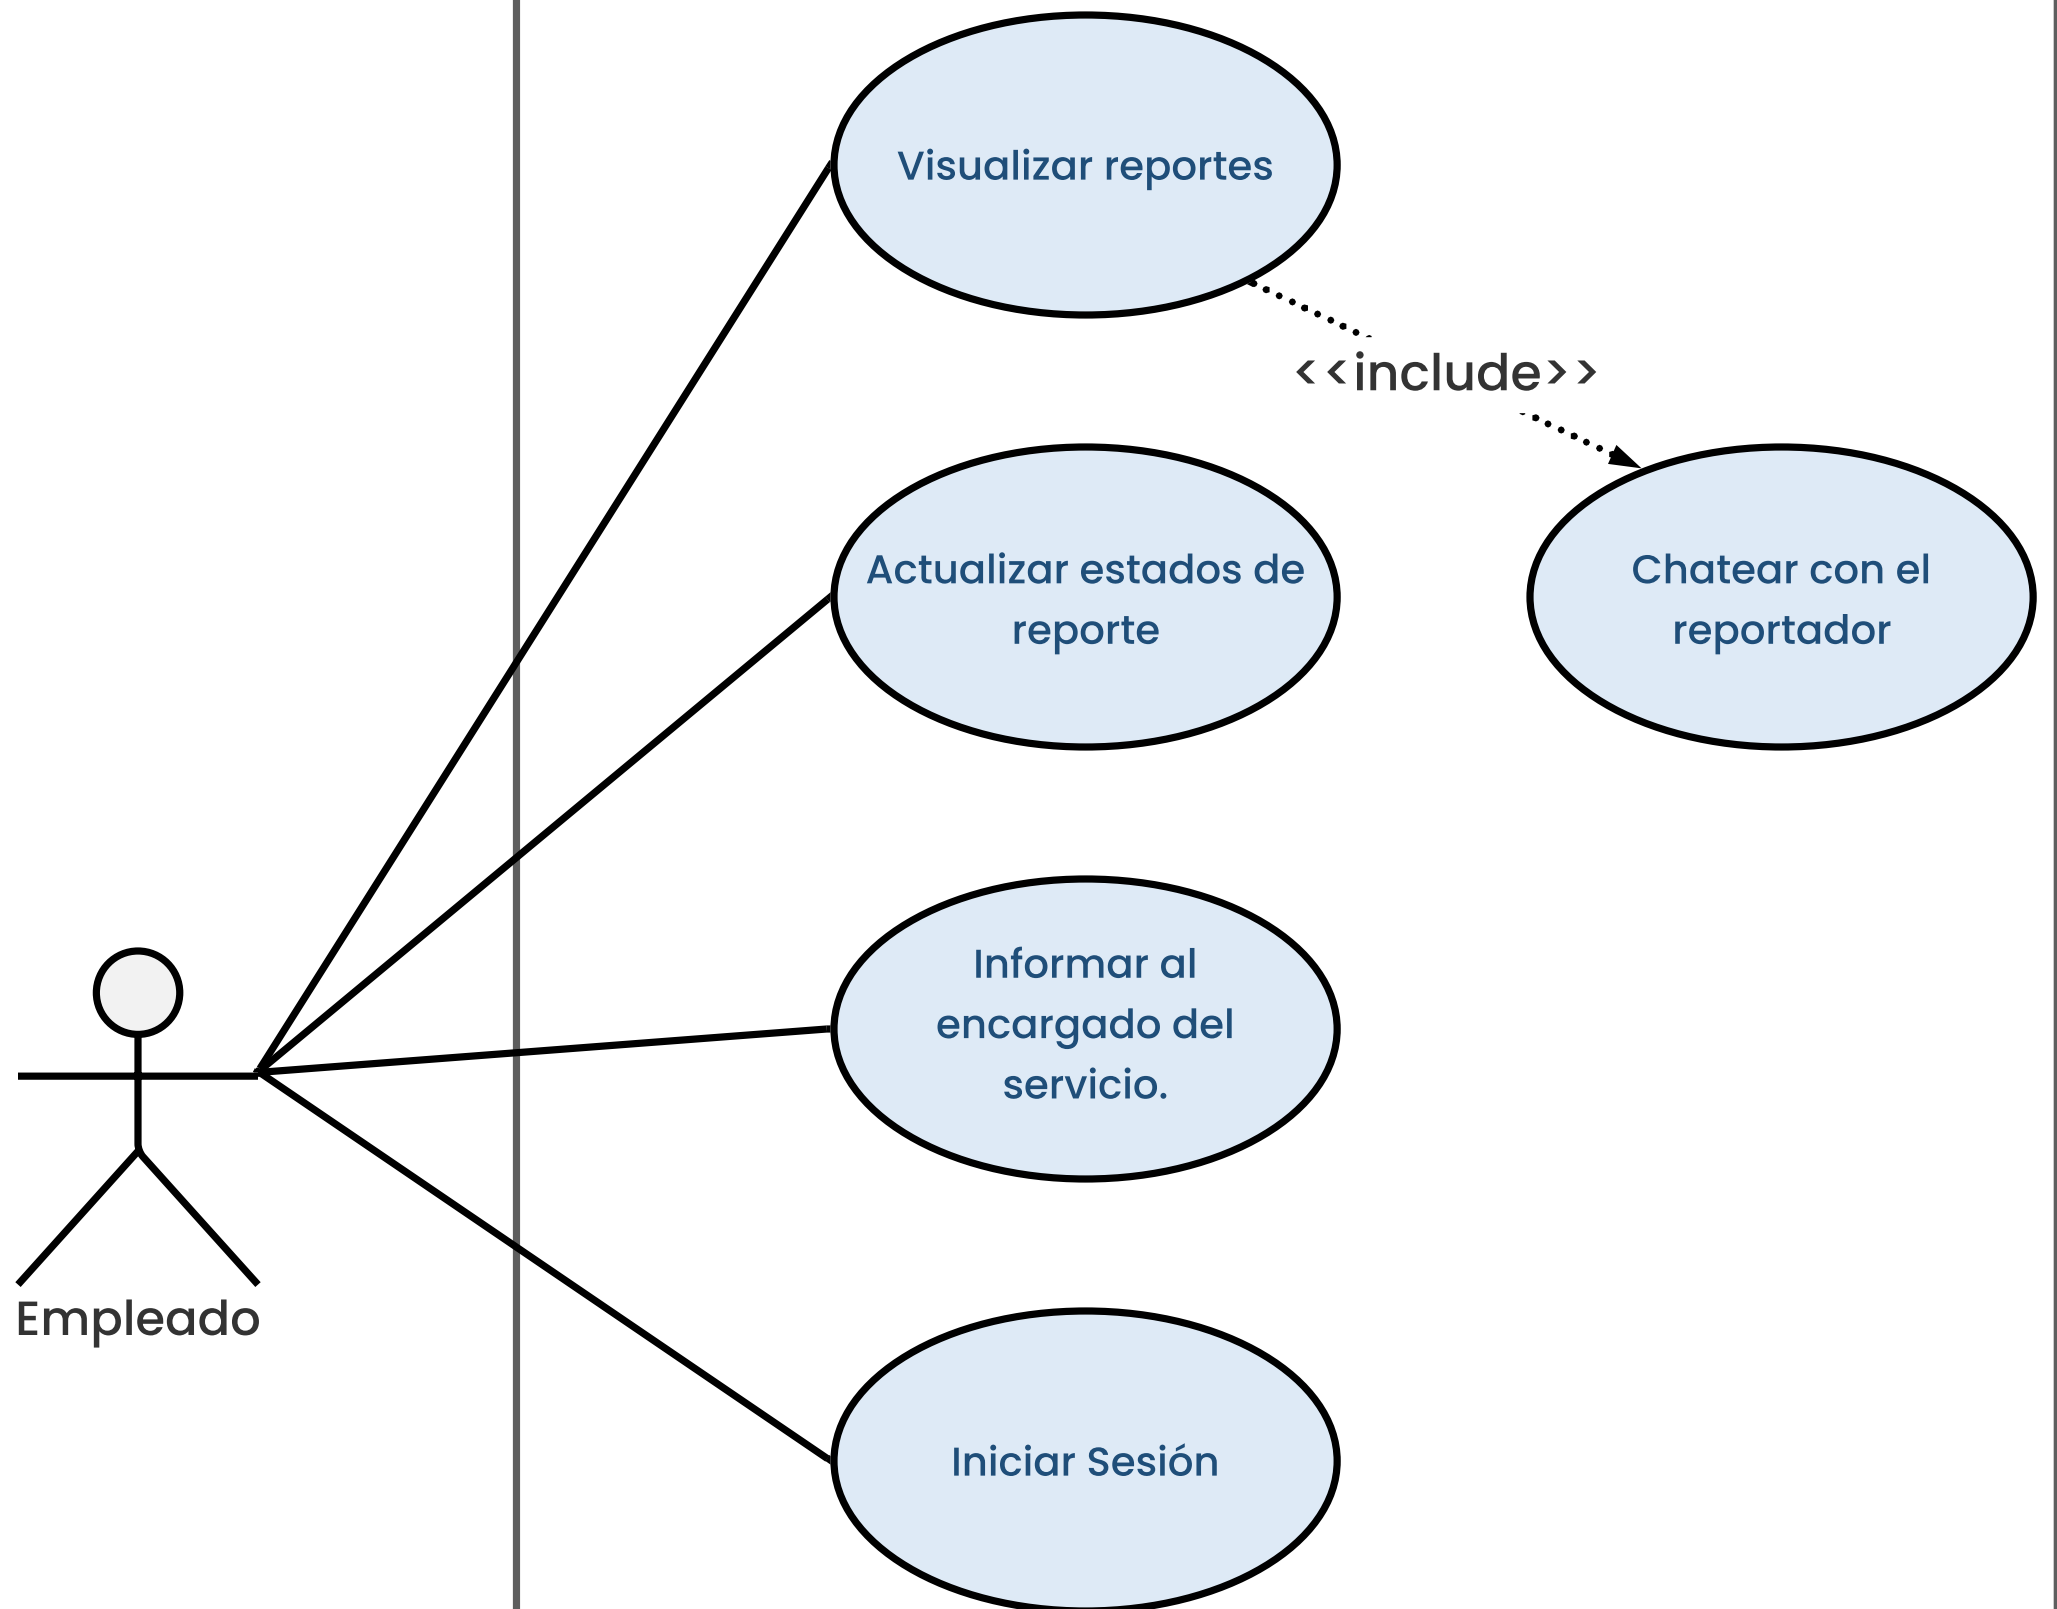 Visualizar reportes
<<include>>
Actualizar estados de
reporte
Chatear con el
reportador
Informar al
encargado del
servicio.
Empleado
Iniciar Sesión